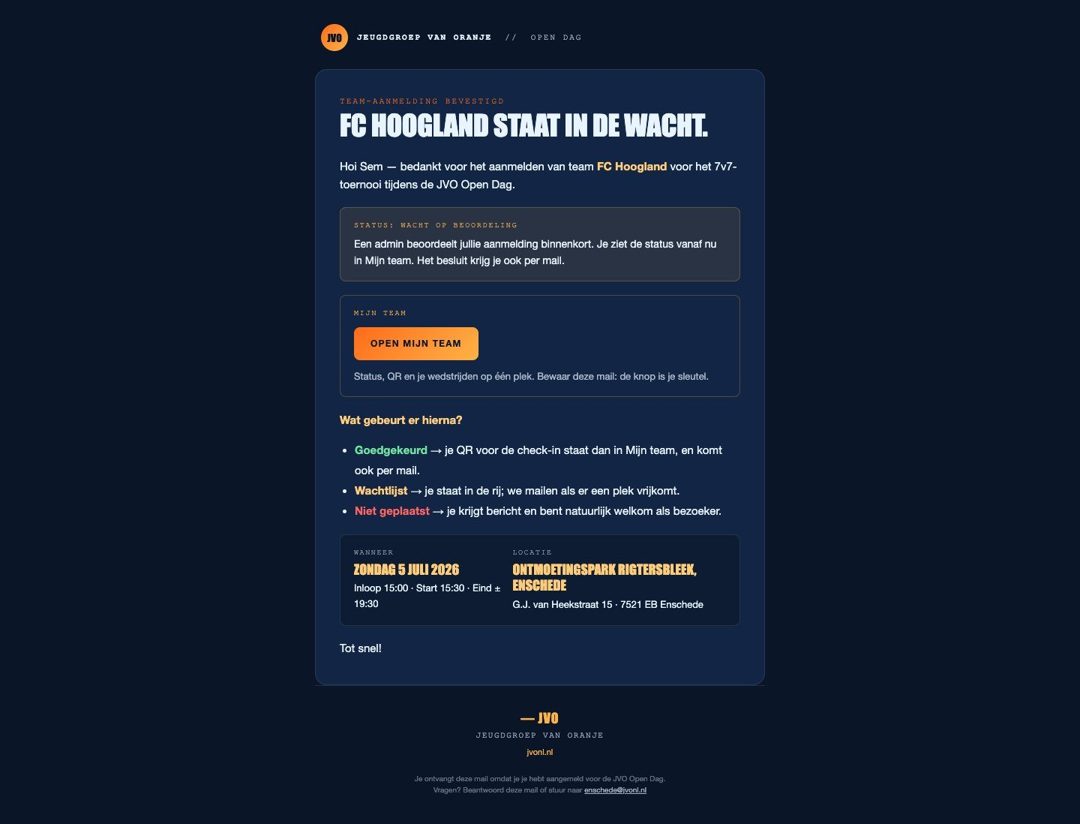 JVO JEUGDGROEP VAN ORANJE // OPEN DAG
TEAM-AANMELDING BEVESTIGD
FC HOOGLAND STAAT IN DE WACHT.
Hoi Sem — bedankt voor het aanmelden van team FC Hoogland voor het 7v7-
toernooi tijdens de JVO Open Dag.
STATUS: WACHT OP BEOORDELING
Een admin beoordeelt jullie aanmelding binnenkort. Je ziet de status vanaf nu
in Mijn team. Het besluit krijg je ook per mail.
MIJN TEAM
OPEN MIJN TEAM
Status, QR en je wedstrijden op één plek. Bewaar deze mail: de knop is je sleutel.
Wat gebeurt er hierna?
• Goedgekeurd → je QR voor de check-in staat dan in Mijn team, en komt
ook per mail.
• Wachtlijst → je staat in de rij; we mailen als er een plek vrijkomt.
• Niet geplaatst → je krijgt bericht en bent natuurlijk welkom als bezoeker.
WANNEER
ZONDAG 5 JULI 2026
Inloop 15:00 · Start 15:30 · Eind ±
19:30
LOCATIE
ONTMOETINGSPARK RIGTERSBLEEK,
ENSCHEDE
G.J. van Heekstraat 15 · 7521 EB Enschede
Tot snel!
— JVO
JEUGDGROEP VAN ORANJE
jvonl.nl
Je ontvangt deze mail omdat je je hebt aangemeld voor de JVO Open Dag.
Vragen? Beantwoord deze mail of stuur naar enschede@jvonl.nl